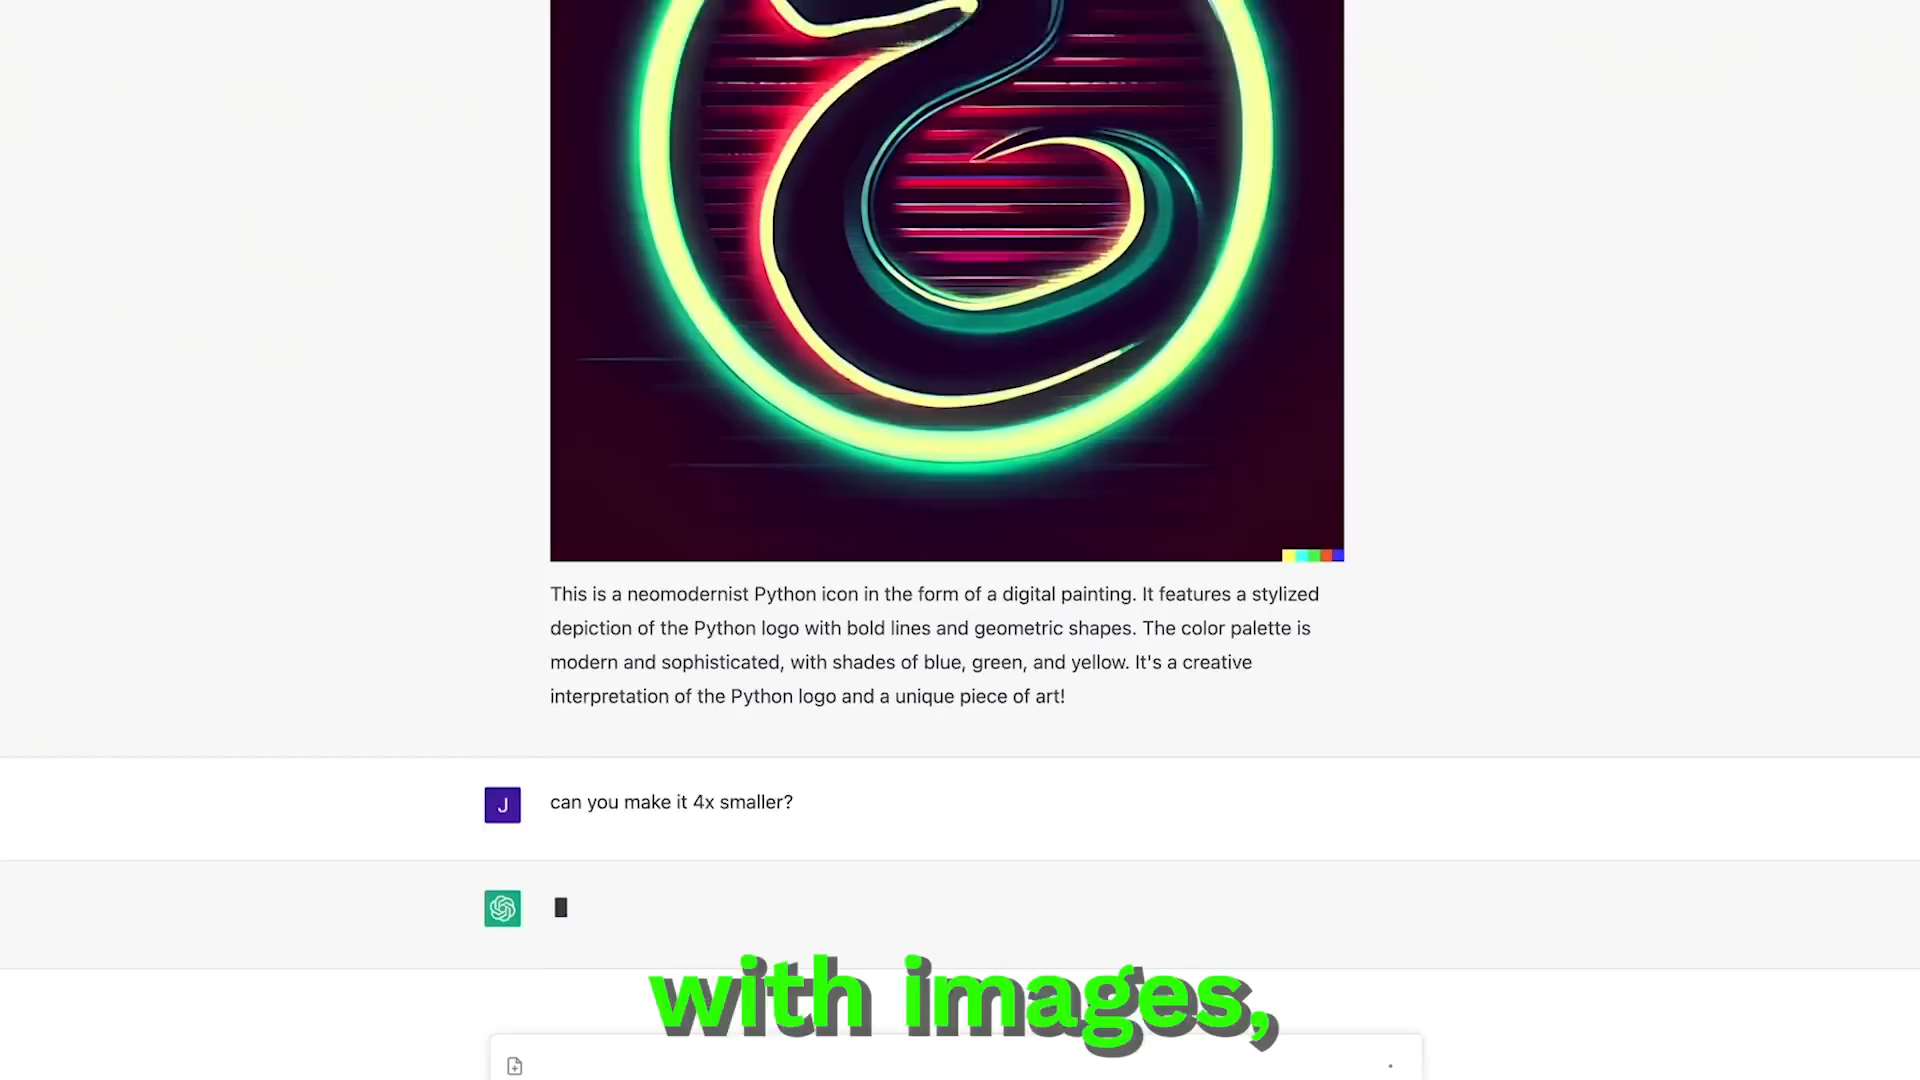 This is a neomodernist Python icon in the form of a digital painting. It features a stylized
depiction of the Python logo with bold lines and geometric shapes. The color palette is
modern and sophisticated, with shades of blue, green, and yellow. It's a creative
interpretation of the Python logo and a unique piece of art!
J
can you make it 4x smaller?
with images,